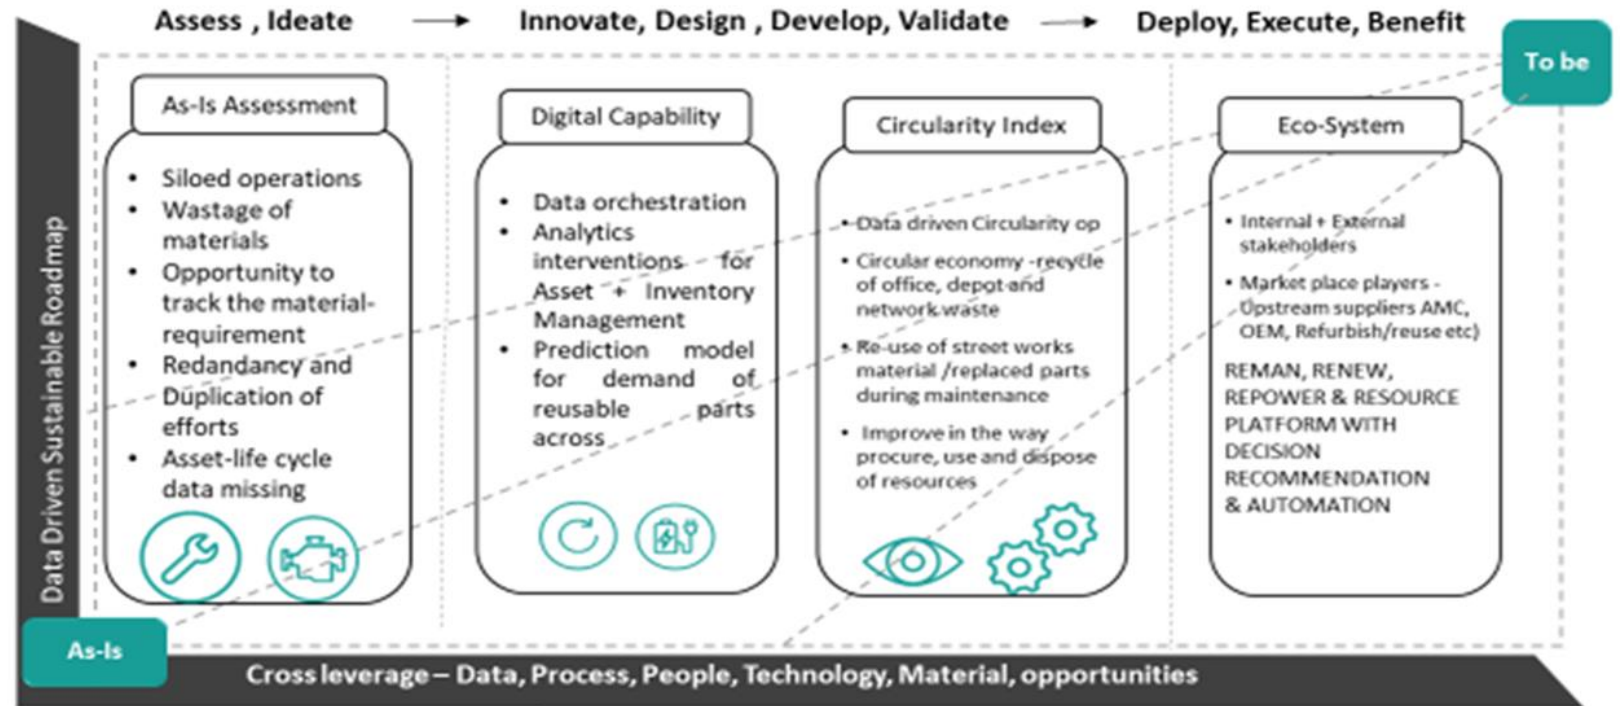 Assess , Ideate
Innovate, Design , Develop, Validate
Deploy, Execute, Benefit
To be
Data Driven Sustainable Roadmap
As-Is Assessment
• Siloed operations
• Wastage of
materials
• Opportunity to
track the material-
requirement
• Redandancy and
Duplication of
efforts
• Asset-life cycle
data missing
Digital Capability
• Data orchestration
• Analytics
interventions for
Asset + Inventory
Management
• Prediction model
for demand of
reusable parts
across
Circularity Index
• Data driven Circularity op
• Circular economy -recycle
of office, depot and
network waste
• Re-use of street works
material /replaced parts
during maintenance
• Improve in the way
procure, use and dispose
of resources
Eco-System
• Internal + External
stakeholders
• Market place players -
Upstream suppliers AMC,
OEM, Refurbish/reuse etc)
REMAN, RENEW,
REPOWER & RESOURCE
PLATFORM WITH
DECISION
RECOMMENDATION
& AUTOMATION
As-Is
Cross leverage – Data, Process, People, Technology, Material, opportunities